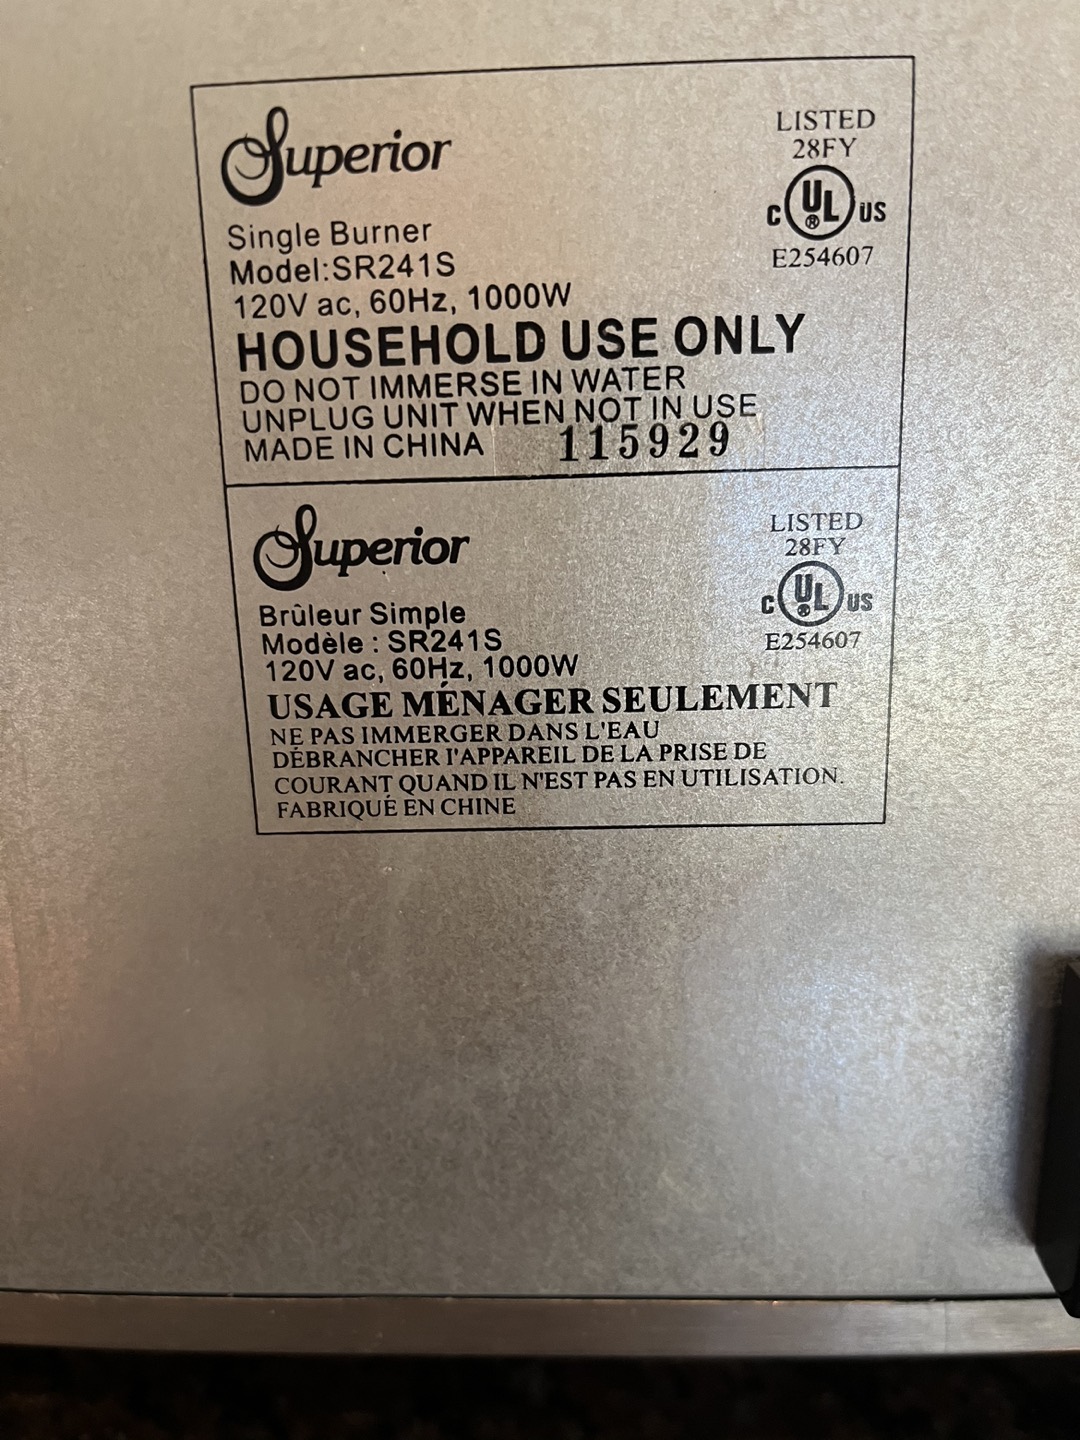 Superior
LISTED
28FY
C UL® US
E254607
Single Burner
Model:SR241S
120V ac, 60Hz, 1000W
HOUSEHOLD USE ONLY
DO NOT IMMERSE IN WATER
UNPLUG UNIT WHEN NOT IN USE
MADE IN CHINA 115929
Superior
LISTED
28FY
C UL® US
E254607
Brûleur Simple
Modèle : SR241S
120V ac, 60Hz, 1000W
USAGE MÉNAGER SEULEMENT
NE PAS IMMERGER DANS L'EAU
DÉBRANCHER I'APPAREIL DE LA PRISE DE
COURANT QUAND IL N'EST PAS EN UTILISATION.
FABRIQUÉ EN CHINE